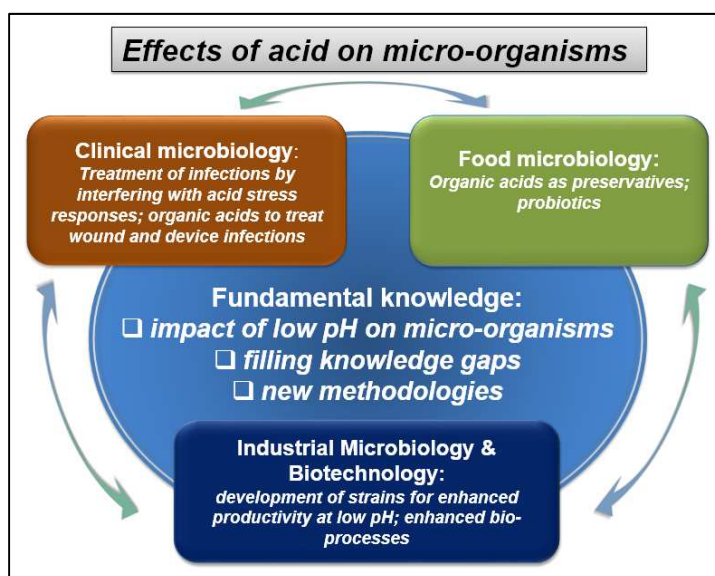 Effects of acid on micro-organisms
Clinical microbiology:
Treatment of infections by
interfering with acid stress
responses; organic acids to treat
wound and device infections
Food microbiology:
Organic acids as preservatives;
probiotics
Fundamental knowledge:
❑ impact of low pH on micro-organisms
❑ filling knowledge gaps
❑ new methodologies
Industrial Microbiology &
Biotechnology:
development of strains for enhanced
productivity at low pH; enhanced bio-
processes